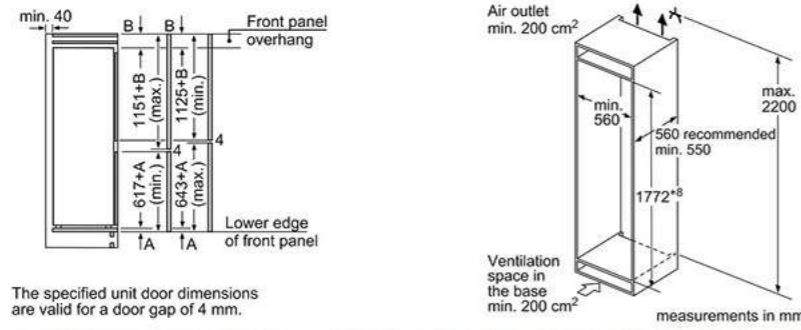 min. 40
B B
Front panel
overhang
1151+B
(max.)
1125+B
(min.)
4
4
617+A
(min.)
643+A
(max.)
A A
Lower edge
of front panel
The specified unit door dimensions
are valid for a door gap of 4 mm.
Air outlet
min. 200 cm²
max.
2200
min.
560
560 recommended
min. 550
1772⁺⁸
Ventilation
space in
the base
min. 200 cm²
measurements in mm